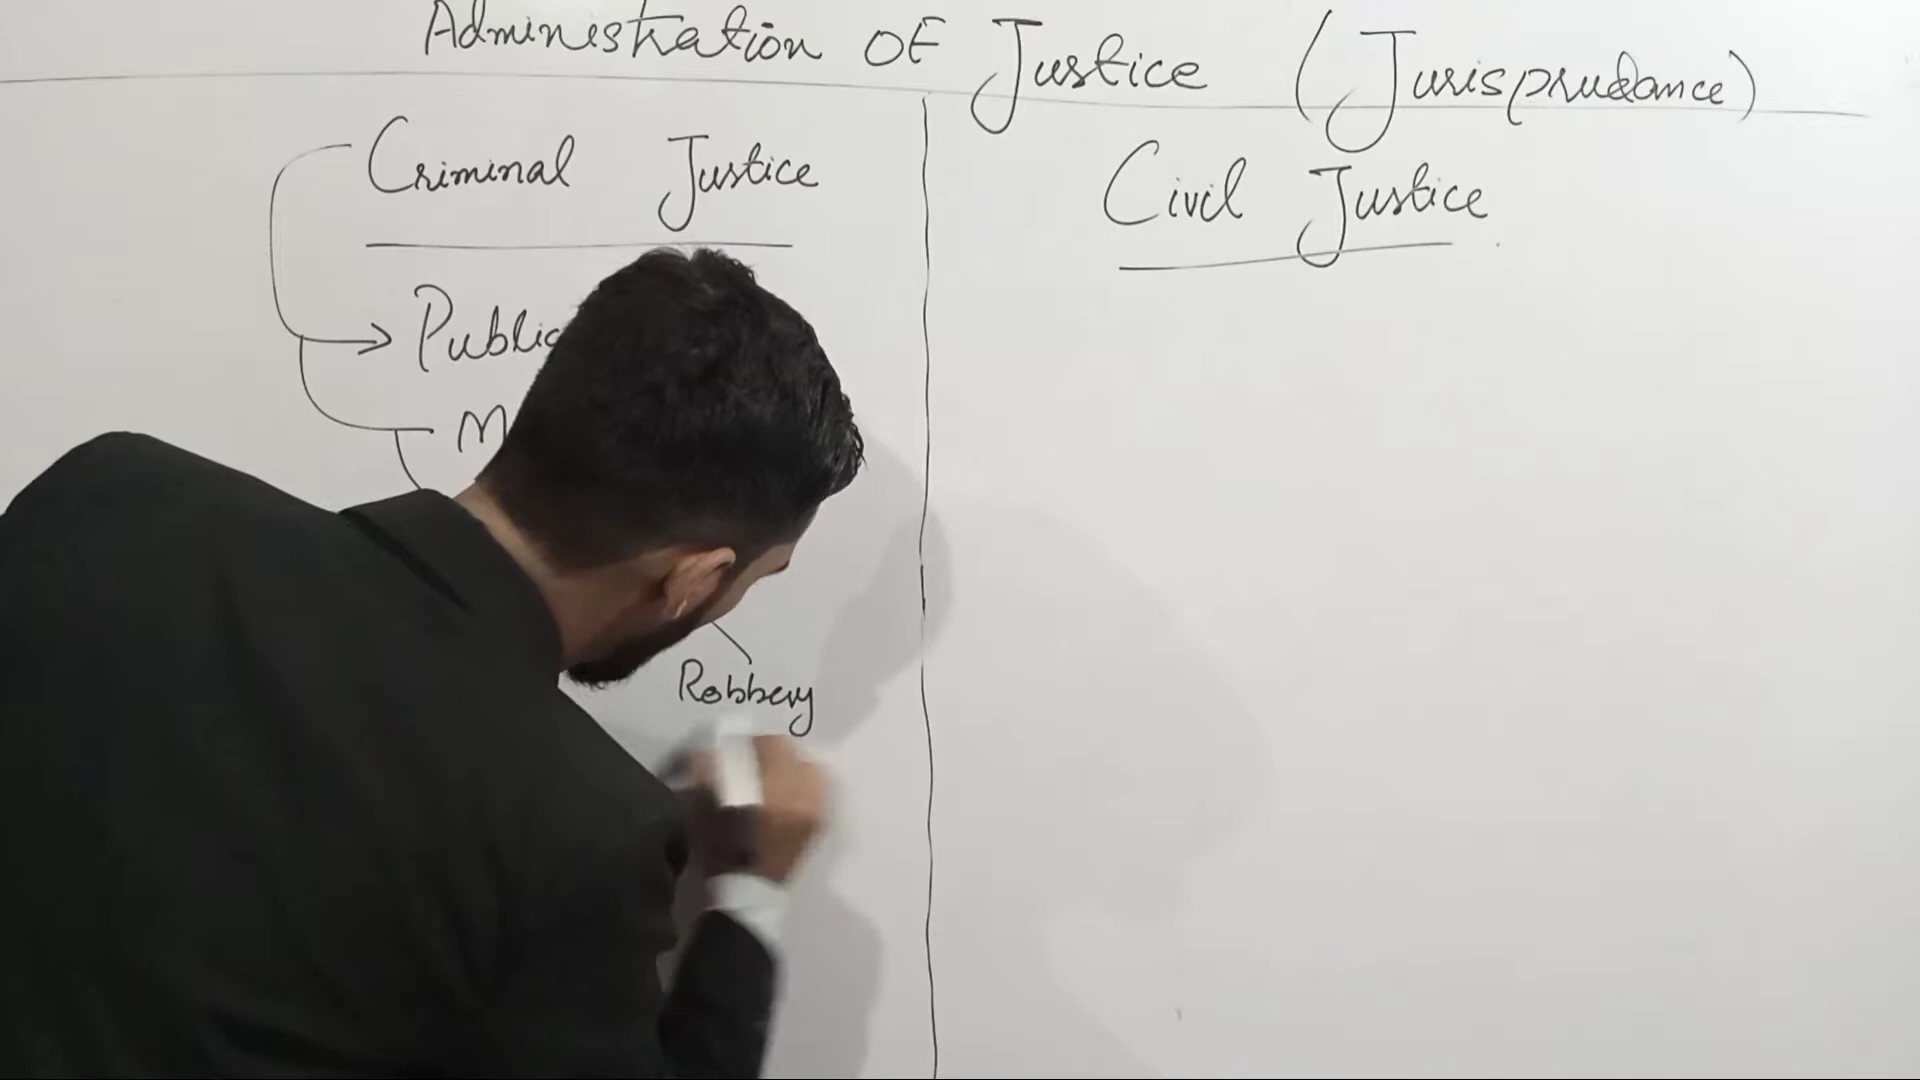 Administration OF Justice (Jurisprudance)
Criminal Justice
Civil Justice
Public
Robbery